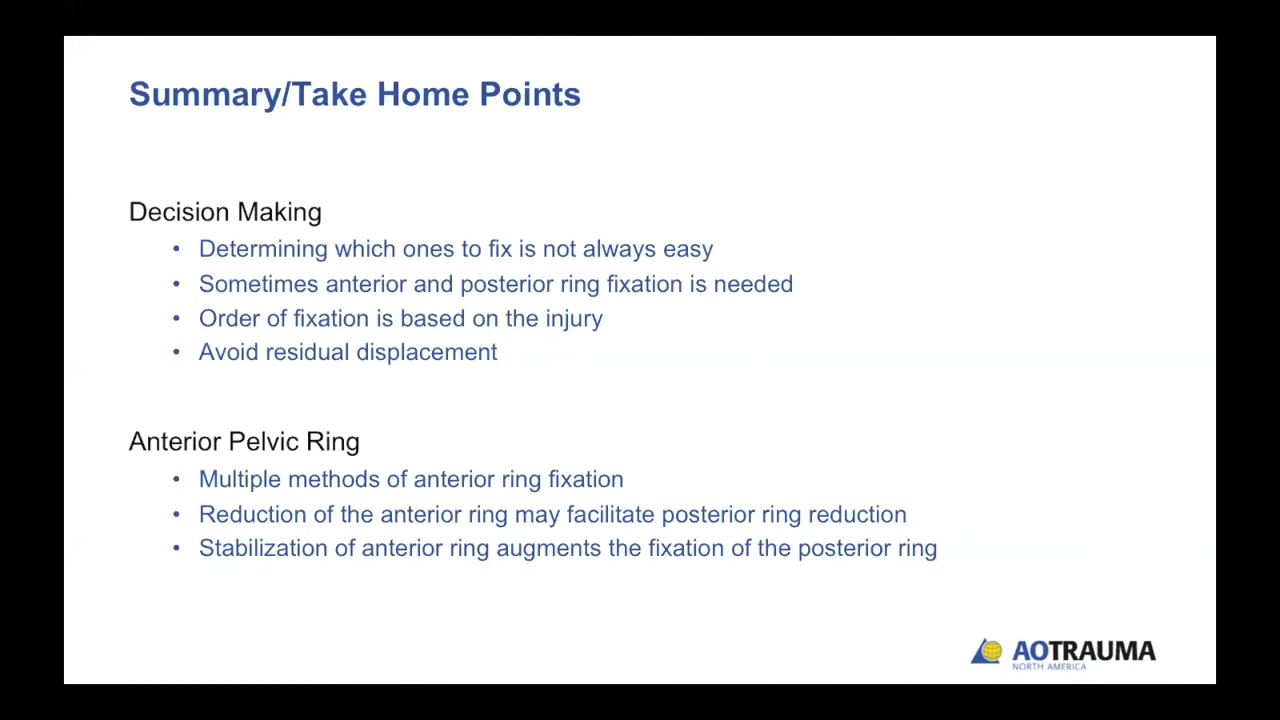 Summary/Take Home Points
Decision Making
• Determining which ones to fix is not always easy
• Sometimes anterior and posterior ring fixation is needed
• Order of fixation is based on the injury
• Avoid residual displacement
Anterior Pelvic Ring
• Multiple methods of anterior ring fixation
• Reduction of the anterior ring may facilitate posterior ring reduction
• Stabilization of anterior ring augments the fixation of the posterior ring
AOTRAUMA
NORTH AMERICA